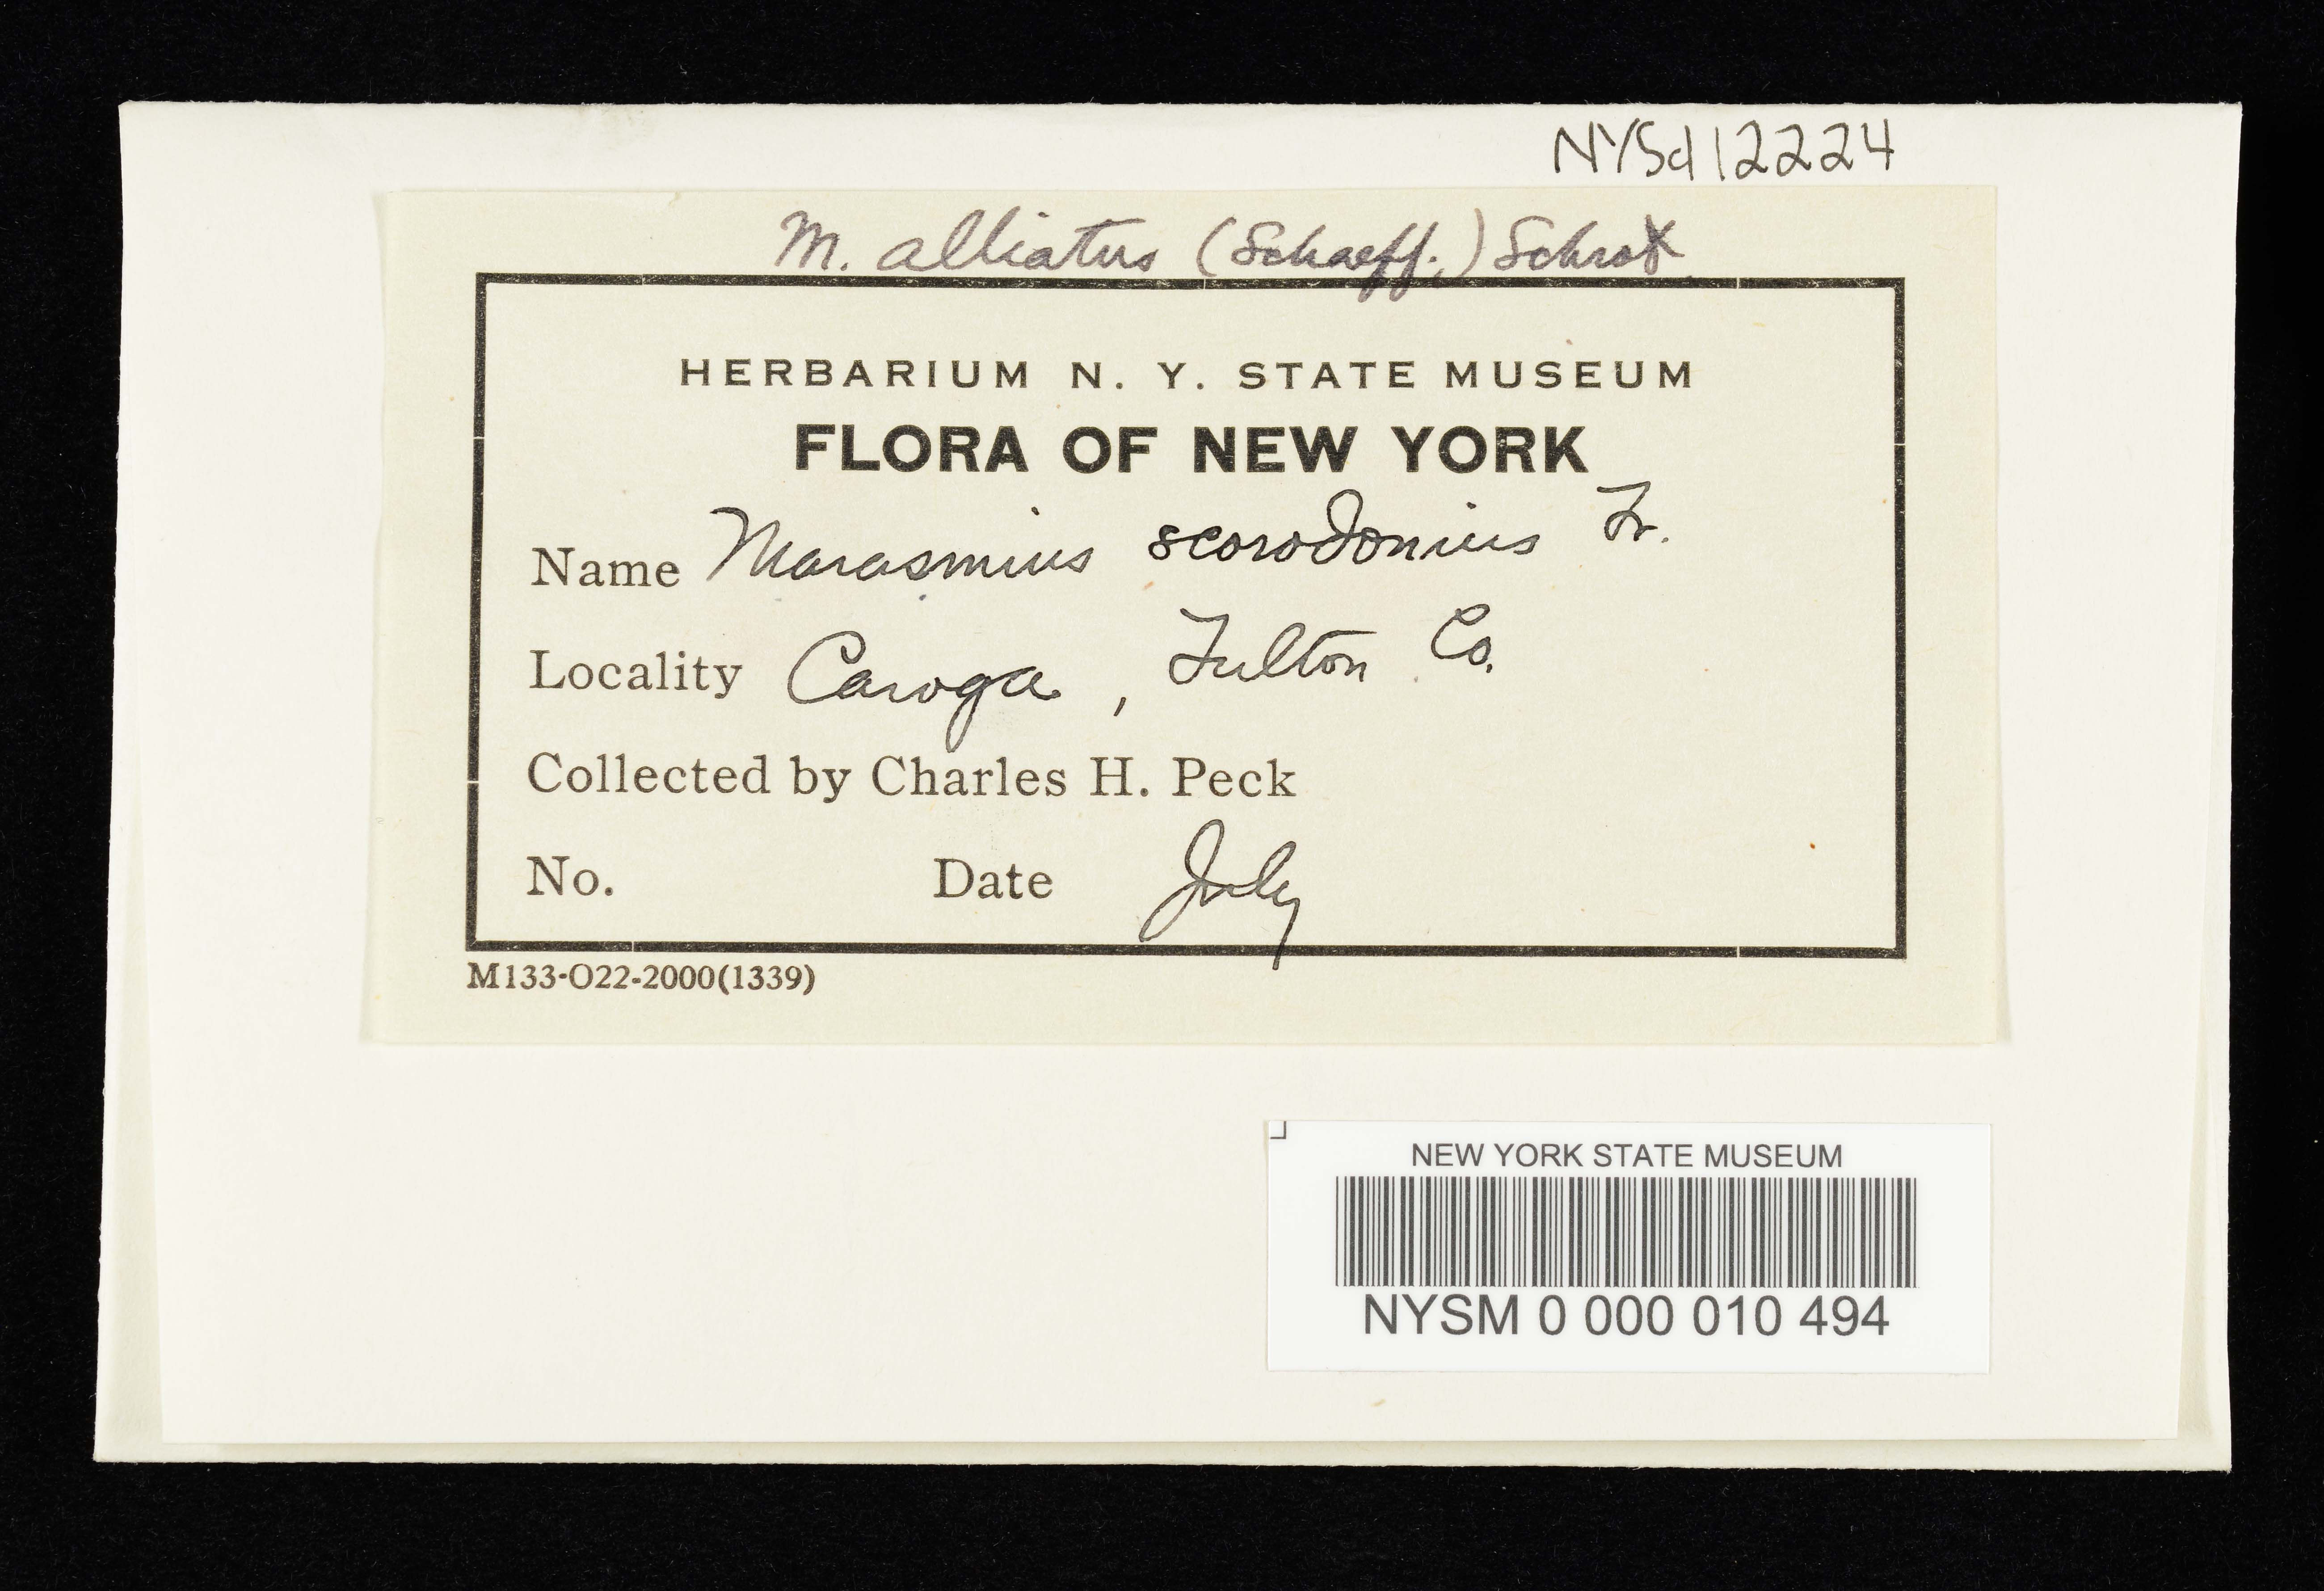 NYSd12224
M. alliatus (Schaeff.) Schrot.
HERBARIUM N. Y. STATE MUSEUM
FLORA OF NEW YORK
Name Marasmius scorodonius Fr.
Locality Caroga, Fulton Co.
Collected by Charles H. Peck
No. Date July
M133-O22-2000(1339)
NEW YORK STATE MUSEUM
NYSM 0 000 010 494